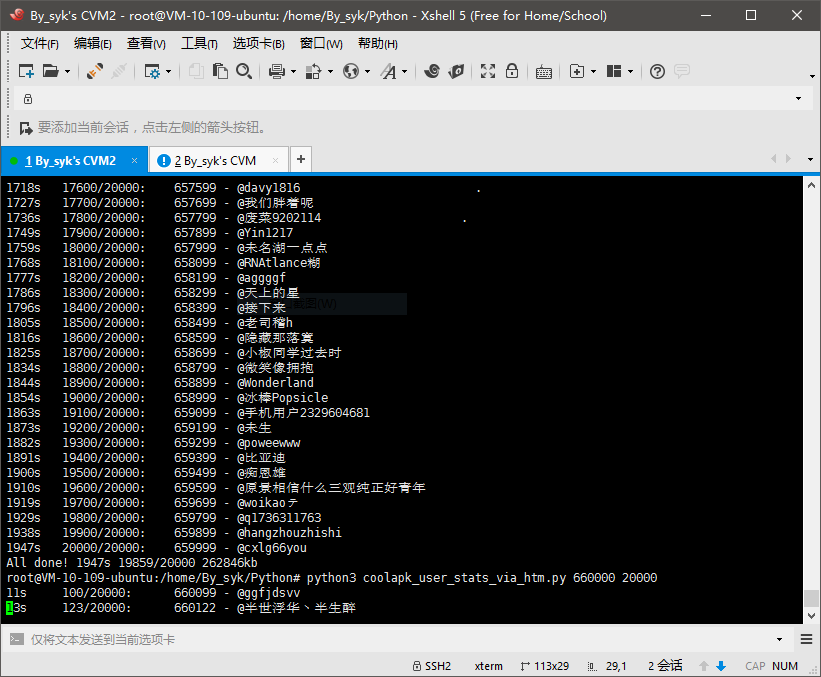 By_syk's CVM2 - root@VM-10-109-ubuntu: /home/By_syk/Python - Xshell 5 (Free for Home/School)
文件(F) 编辑(E) 查看(V) 工具(T) 选项卡(B) 窗口(W) 帮助(H)
要添加当前会话，点击左侧的箭头按钮。
1 By_syk's CVM2 × 2 By_syk's CVM × +
1718s 17600/20000: 657599 - @davy1816 .
1727s 17700/20000: 657699 - @我们胖着呢
1736s 17800/20000: 657799 - @废菜9202114 .
1749s 17900/20000: 657899 - @Yin1217
1759s 18000/20000: 657999 - @未名湖一点点
1768s 18100/20000: 658099 - @RNAtlance糊
1777s 18200/20000: 658199 - @aggggf
1786s 18300/20000: 658299 - @天上的星
1796s 18400/20000: 658399 - @接下来
1805s 18500/20000: 658499 - @老司稽h
1816s 18600/20000: 658599 - @隐藏那落寞
1825s 18700/20000: 658699 - @小椒同学过去时
1834s 18800/20000: 658799 - @微笑像拥抱
1844s 18900/20000: 658899 - @Wonderland
1854s 19000/20000: 658999 - @冰棒Popsicle
1863s 19100/20000: 659099 - @手机用户2329604681
1873s 19200/20000: 659199 - @未生
1882s 19300/20000: 659299 - @poweewww
1891s 19400/20000: 659399 - @比亚迪
1900s 19500/20000: 659499 - @痴恩雄
1910s 19600/20000: 659599 - @原景相信什么三观纯正好青年
1919s 19700/20000: 659699 - @woikaoテ
1929s 19800/20000: 659799 - @q1736311763
1938s 19900/20000: 659899 - @hangzhouzhishi
1947s 20000/20000: 659999 - @cxlg66you
All done! 1947s 19859/20000 262846kb
root@VM-10-109-ubuntu:/home/By_syk/Python# python3 coolapk_user_stats_via_htm.py 660000 20000
11s 100/20000: 660099 - @ggfjdsvv
13s 123/20000: 660122 - @半世浮华丶半生醉
仅将文本发送到当前选项卡
SSH2 xterm 113x29 29,1 2 会话 CAP NUM